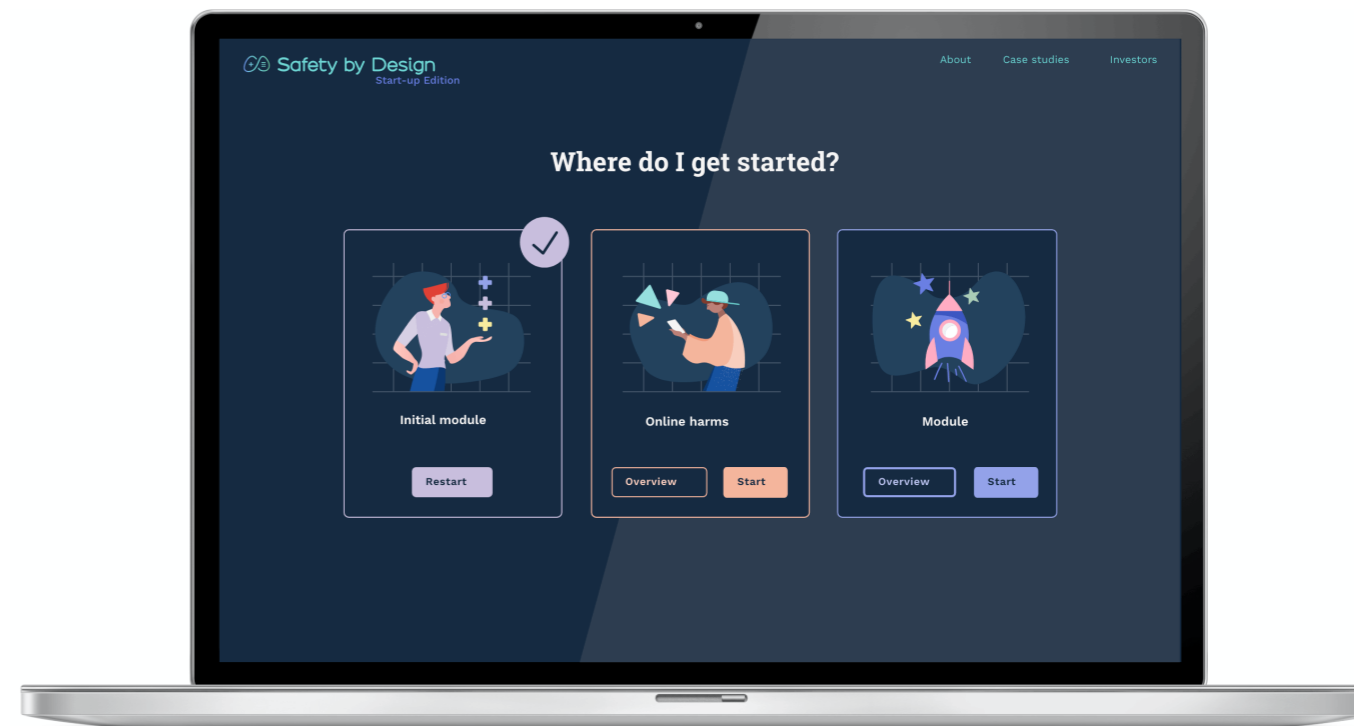 Safety by Design
Start-up Edition
About
Case studies
Investors
Where do I get started?
Initial module
Restart
Online harms
Overview
Start
Module
Overview
Start